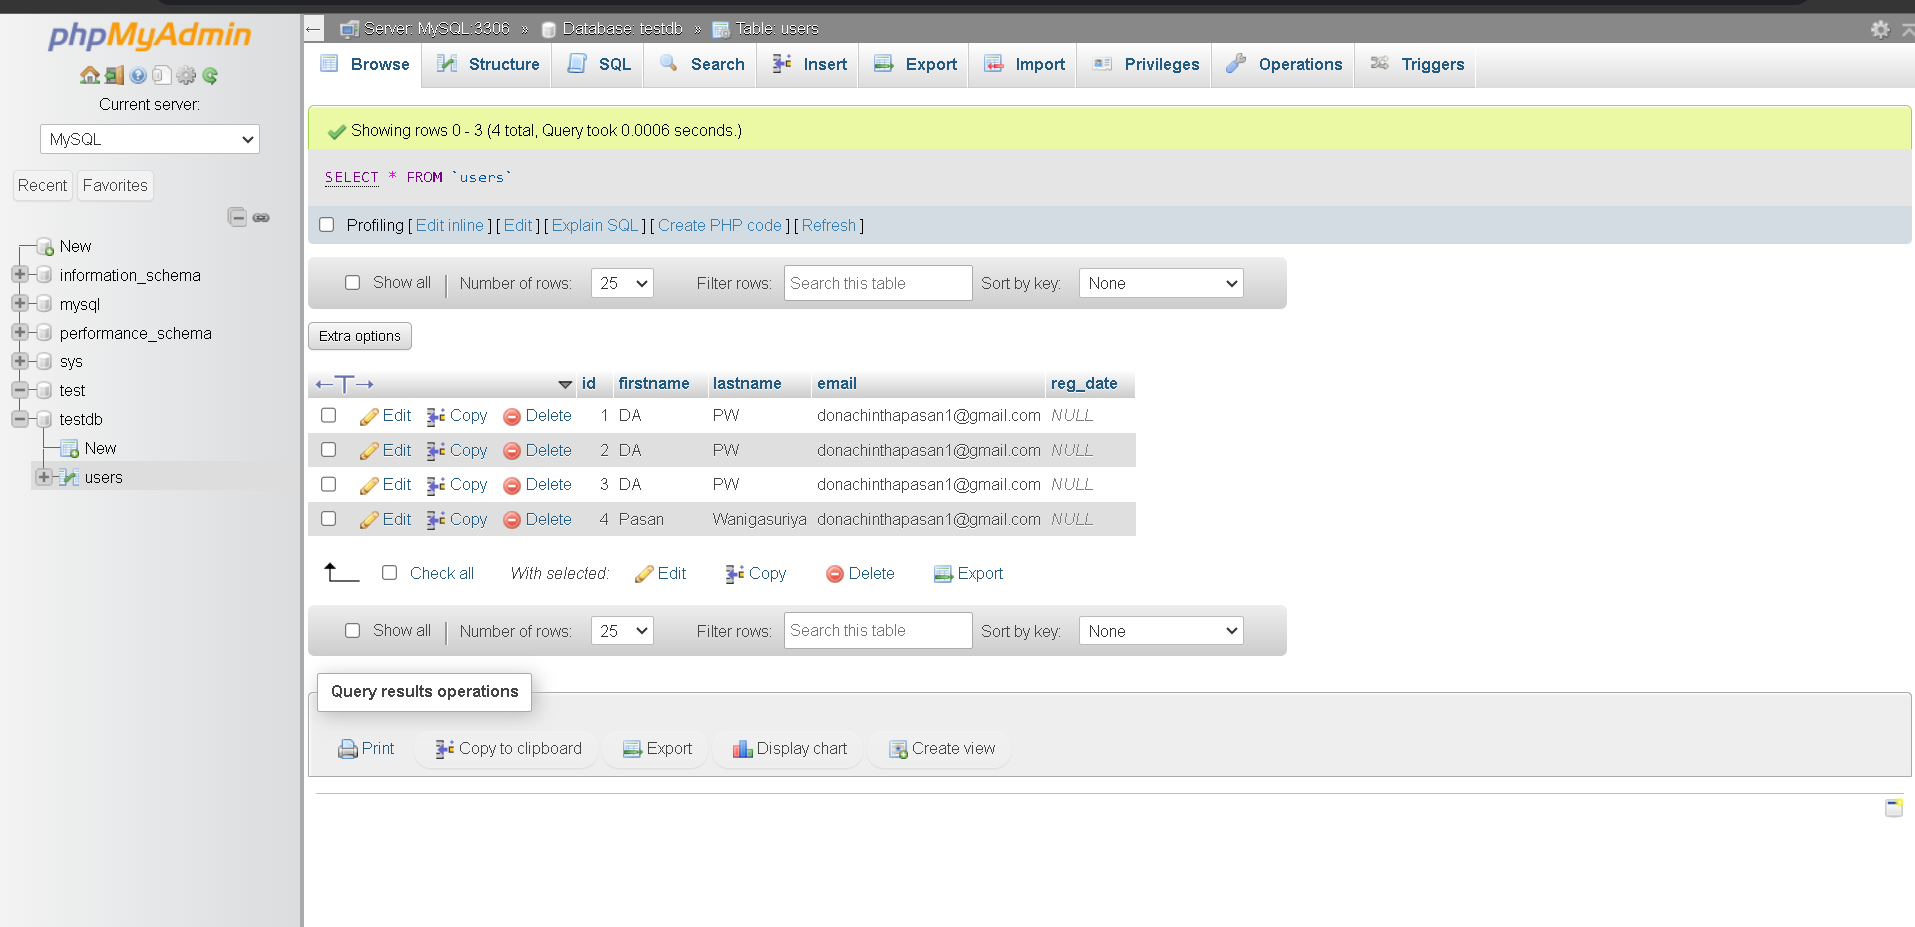 phpMyAdmin
Current server:
MySQL
Recent Favorites
New
information_schema
mysql
performance_schema
sys
test
testdb
New
users
Server: MySQL:3306 » Database: testdb » Table: users
Browse Structure SQL Search Insert Export Import Privileges Operations Triggers
Showing rows 0 - 3 (4 total, Query took 0.0006 seconds.)
SELECT * FROM `users`
Profiling [ Edit inline ] [ Edit ] [ Explain SQL ] [ Create PHP code ] [ Refresh ]
Show all | Number of rows: 25 Filter rows: Search this table Sort by key: None
Extra options
←T→ id firstname lastname email reg_date
Edit Copy Delete 1 DA PW donachinthapasan1@gmail.com NULL
Edit Copy Delete 2 DA PW donachinthapasan1@gmail.com NULL
Edit Copy Delete 3 DA PW donachinthapasan1@gmail.com NULL
Edit Copy Delete 4 Pasan Wanigasuriya donachinthapasan1@gmail.com NULL
Check all With selected: Edit Copy Delete Export
Show all | Number of rows: 25 Filter rows: Search this table Sort by key: None
Query results operations
Print Copy to clipboard Export Display chart Create view